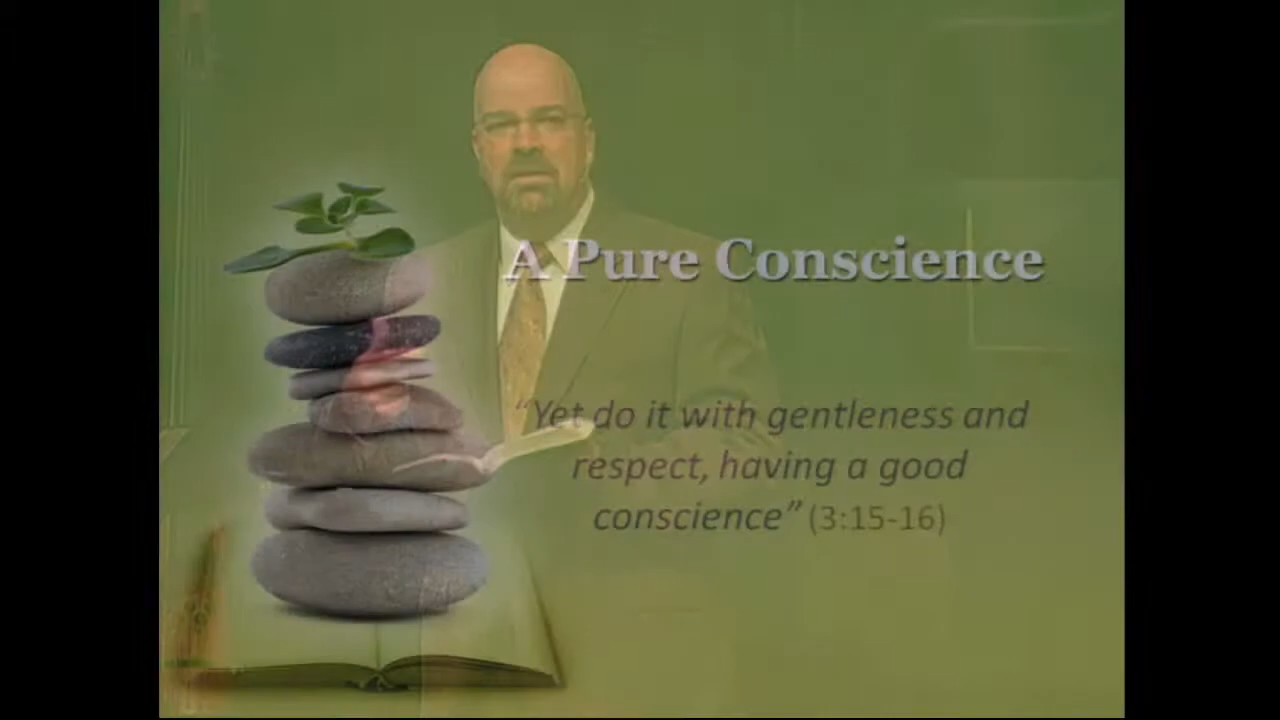 A Pure Conscience
“Yet do it with gentleness and
respect, having a good
conscience” (3:15-16)